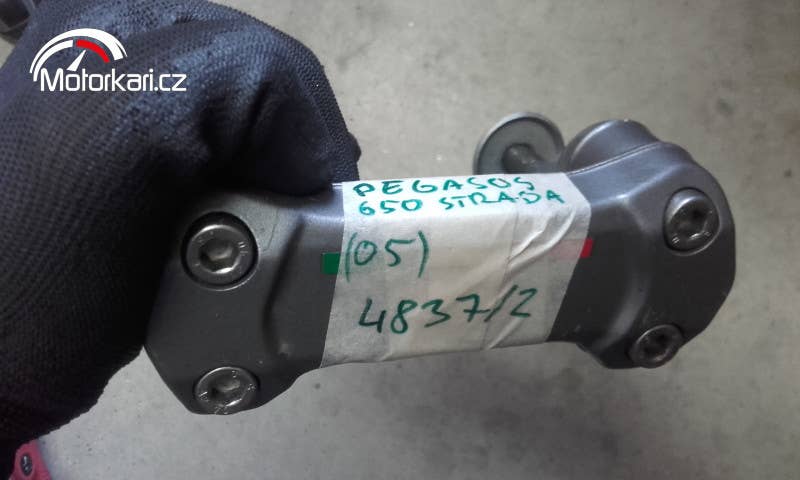 Motorkari.cz
PEGASOS
650 STRADA
(05)
4837/2